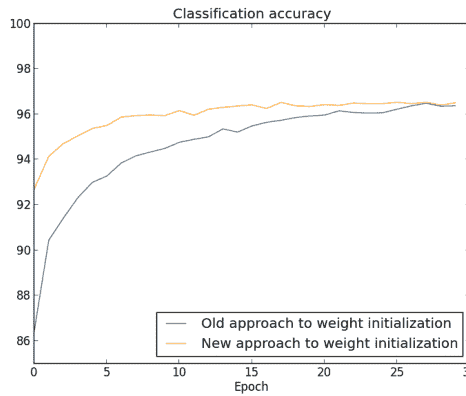 Classification accuracy
100
98
96
94
92
90
88
86
Old approach to weight initialization
New approach to weight initialization
0 5 10 15 20 25 3
Epoch